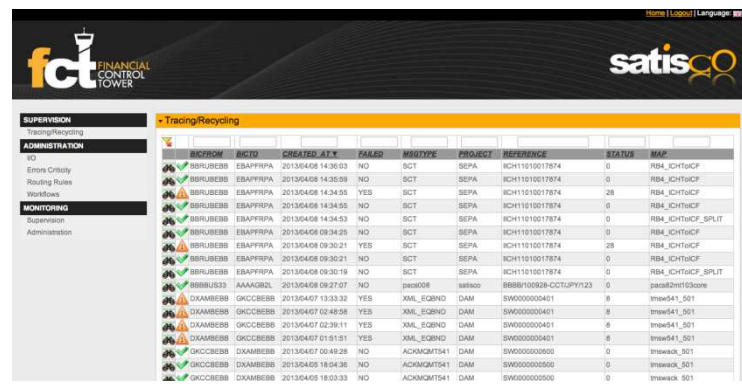 Home | Logout | Language:
fct FINANCIAL CONTROL TOWER
satisco
SUPERVISION
Tracing/Recycling
ADMINISTRATION
I/O
Errors Criticity
Routing Rules
Workflows
MONITORING
Supervision
Administration
Tracing/Recycling
BICFROM BICTO CREATED_AT FAILED MSGTYPE PROJECT REFERENCE STATUS MAP
BBRUBEBB EBAPFRPA 2013/04/08 14:36:03 NO SCT SEPA IICH11010017874 0 RB4_ICHToICF
BBRUBEBB EBAPFRPA 2013/04/08 14:35:59 NO SCT SEPA IICH11010017874 0 RB4_ICHToICF
BBRUBEBB EBAPFRPA 2013/04/08 14:34:55 YES SCT SEPA IICH11010017874 28 RB4_ICHToICF
BBRUBEBB EBAPFRPA 2013/04/08 14:34:55 NO SCT SEPA IICH11010017874 0 RB4_ICHToICF
BBRUBEBB EBAPFRPA 2013/04/08 14:34:53 NO SCT SEPA IICH11010017874 0 RB4_ICHToICF_SPLIT
BBRUBEBB EBAPFRPA 2013/04/08 09:34:25 NO SCT SEPA IICH11010017874 0 RB4_ICHToICF
BBRUBEBB EBAPFRPA 2013/04/08 09:30:21 YES SCT SEPA IICH11010017874 28 RB4_ICHToICF
BBRUBEBB EBAPFRPA 2013/04/08 09:30:21 NO SCT SEPA IICH11010017874 0 RB4_ICHToICF
BBRUBEBB EBAPFRPA 2013/04/08 09:30:19 NO SCT SEPA IICH11010017874 0 RB4_ICHToICF_SPLIT
BBBBUS33 AAAAGB2L 2013/04/08 09:27:07 NO pacs008 satisco BBBB/100928-CCT/JPY/123 0 pacs82mt103core
DXAMBEBB GKCCBEBB 2013/04/07 13:33:32 YES XML_EQBND DAM SW0000000401 8 tmsw541_501
DXAMBEBB GKCCBEBB 2013/04/07 02:48:58 YES XML_EQBND DAM SW0000000401 8 tmsw541_501
DXAMBEBB GKCCBEBB 2013/04/07 02:39:11 YES XML_EQBND DAM SW0000000401 8 tmsw541_501
DXAMBEBB GKCCBEBB 2013/04/07 01:51:51 YES XML_EQBND DAM SW0000000401 8 tmsw541_501
GKCCBEBB DXAMBEBB 2013/04/07 00:49:28 NO ACKMQMT541 DAM SW0000000600 0 tmswack_501
GKCCBEBB DXAMBEBB 2013/04/05 18:04:36 NO ACKMQMT541 DAM SW0000000500 0 tmswack_501
GKCCBEBB DXAMBEBB 2013/04/05 18:03:33 NO ACKMQMT541 DAM SW0000000500 0 tmswack_501